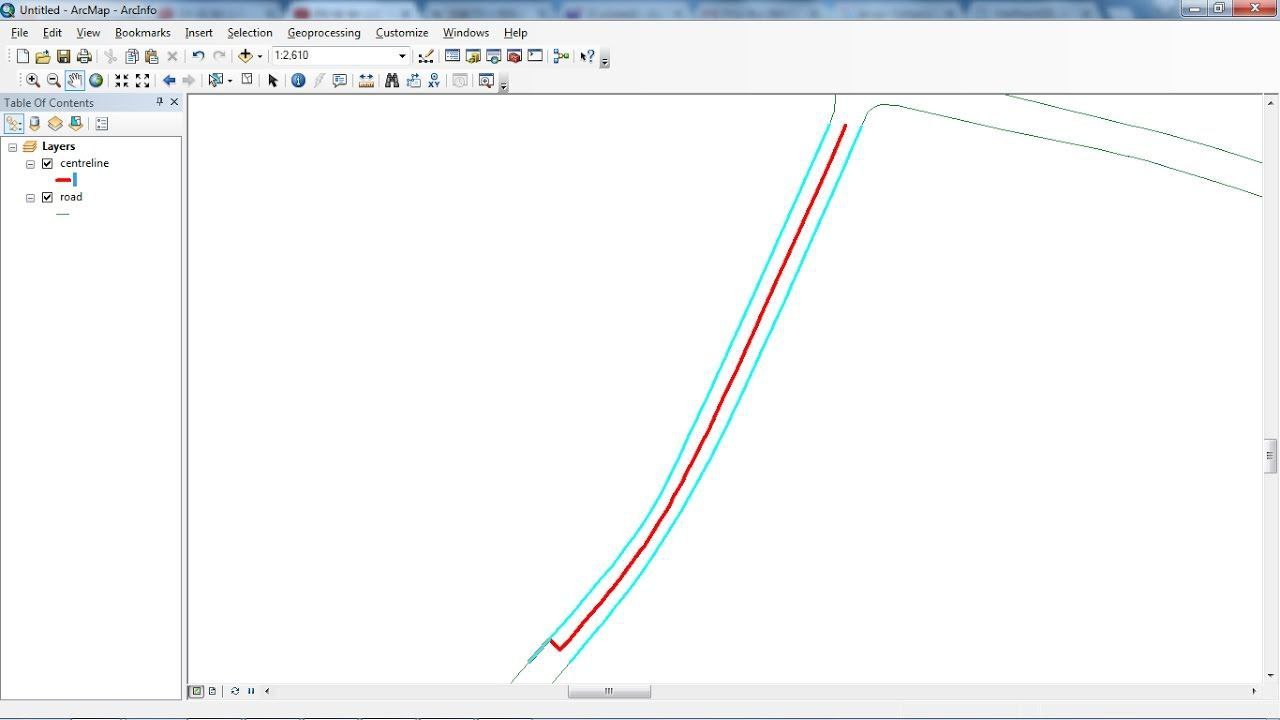 Untitled - ArcMap - ArcInfo
File Edit View Bookmarks Insert Selection Geoprocessing Customize Windows Help
1:2,610
Table Of Contents
Layers
centreline
road